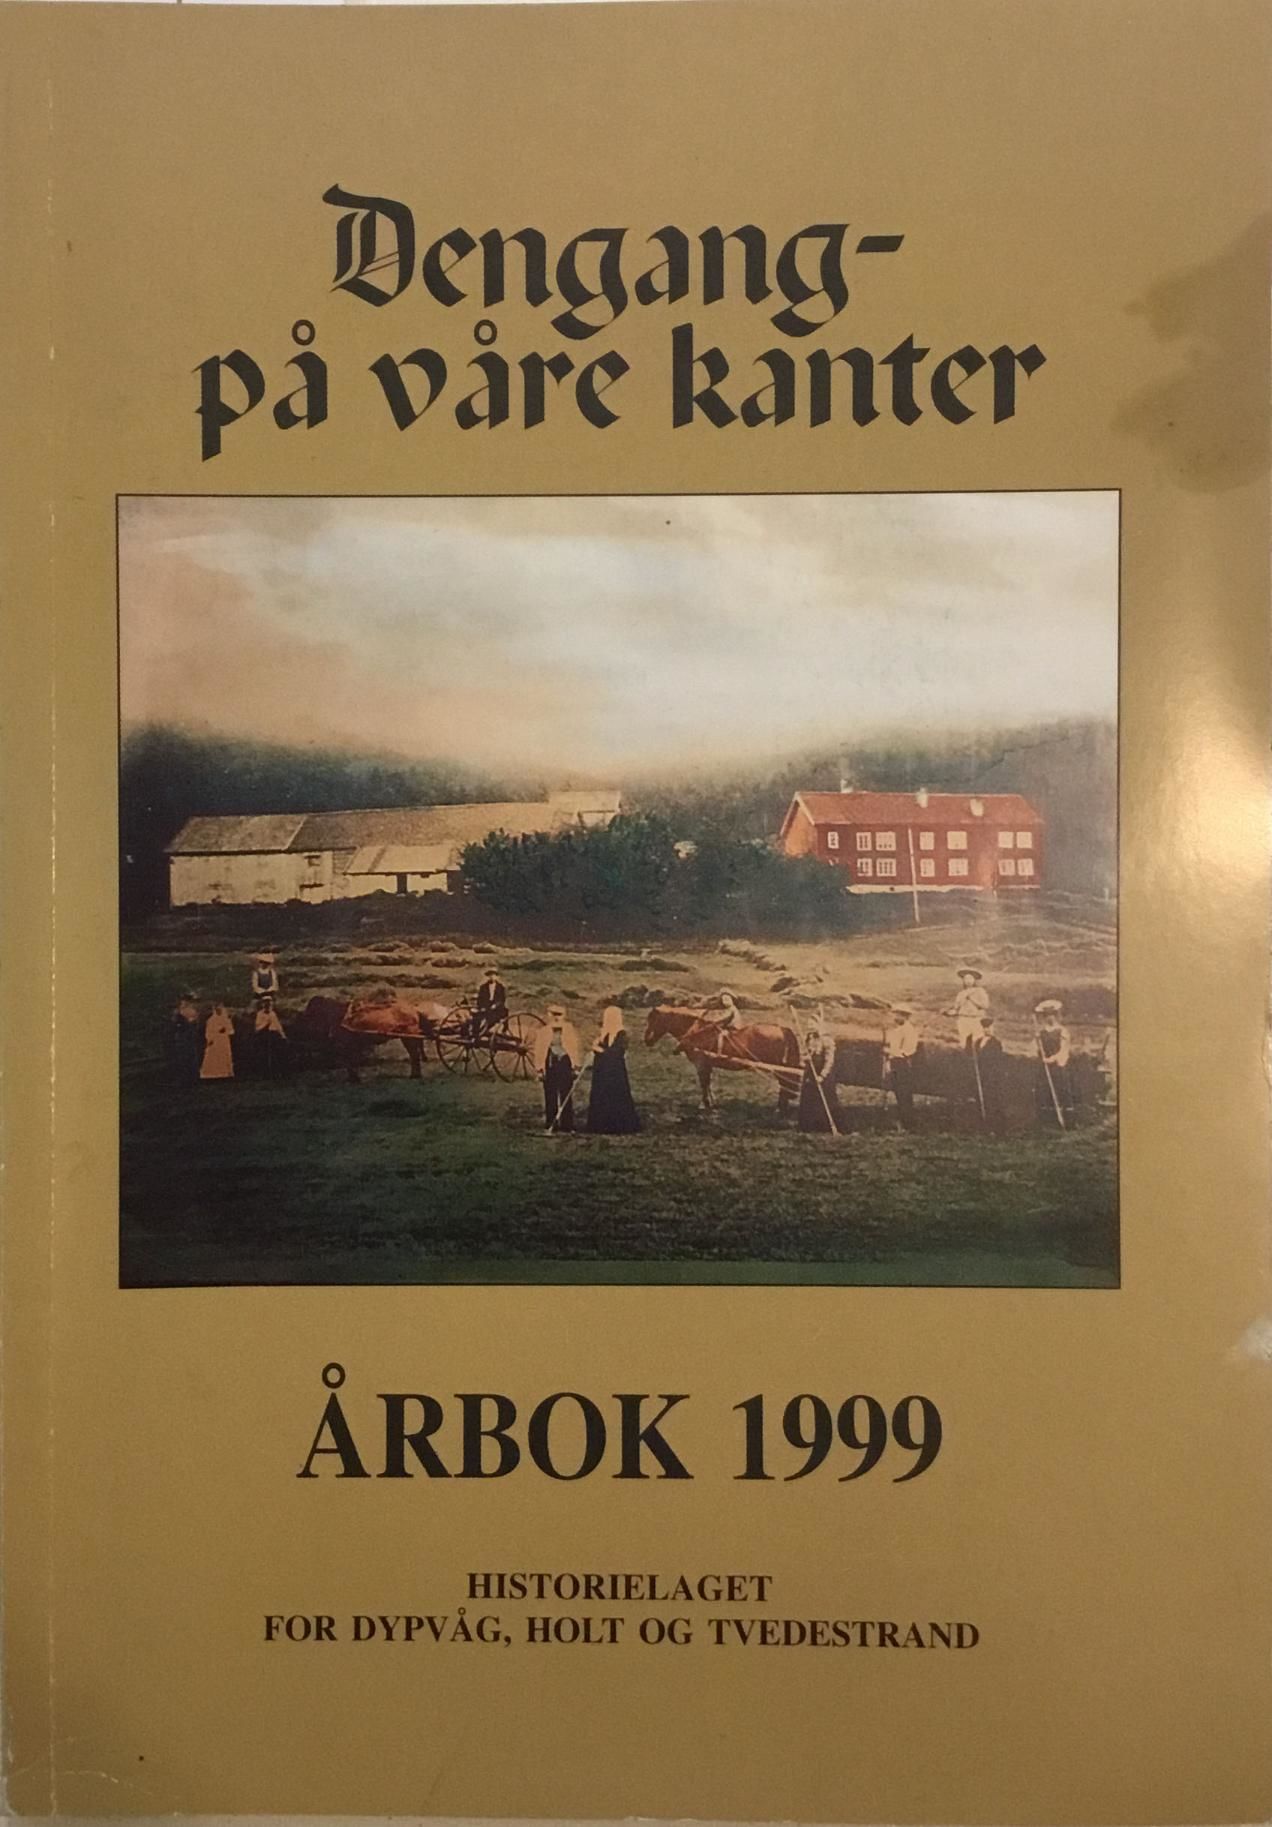 Dengang-
på våre kanter
ÅRBOK 1999
HISTORIELAGET
FOR DYPVÅG, HOLT OG TVEDESTRAND